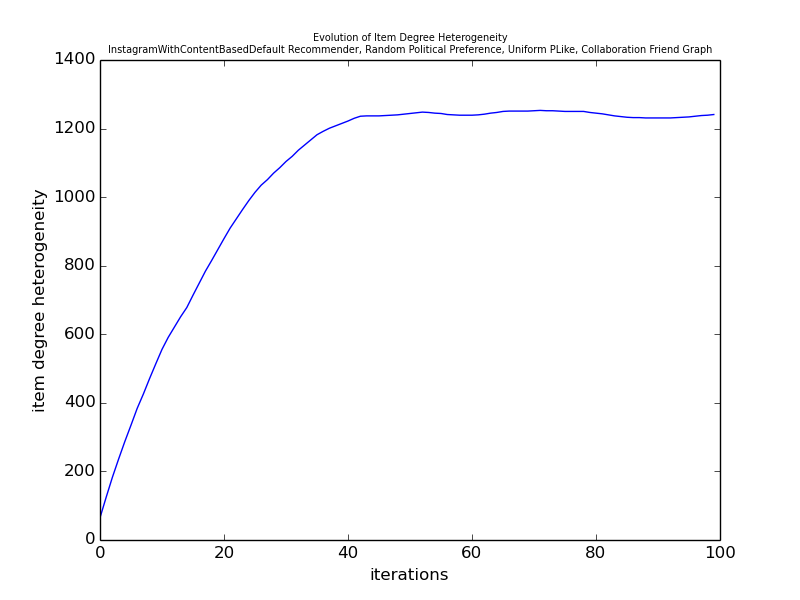 Evolution of Item Degree Heterogeneity
InstagramWithContentBasedDefault Recommender, Random Political Preference, Uniform PLike, Collaboration Friend Graph
1400
1200
1000
800
600
400
200
0
item degree heterogeneity
0 20 40 60 80 100
iterations